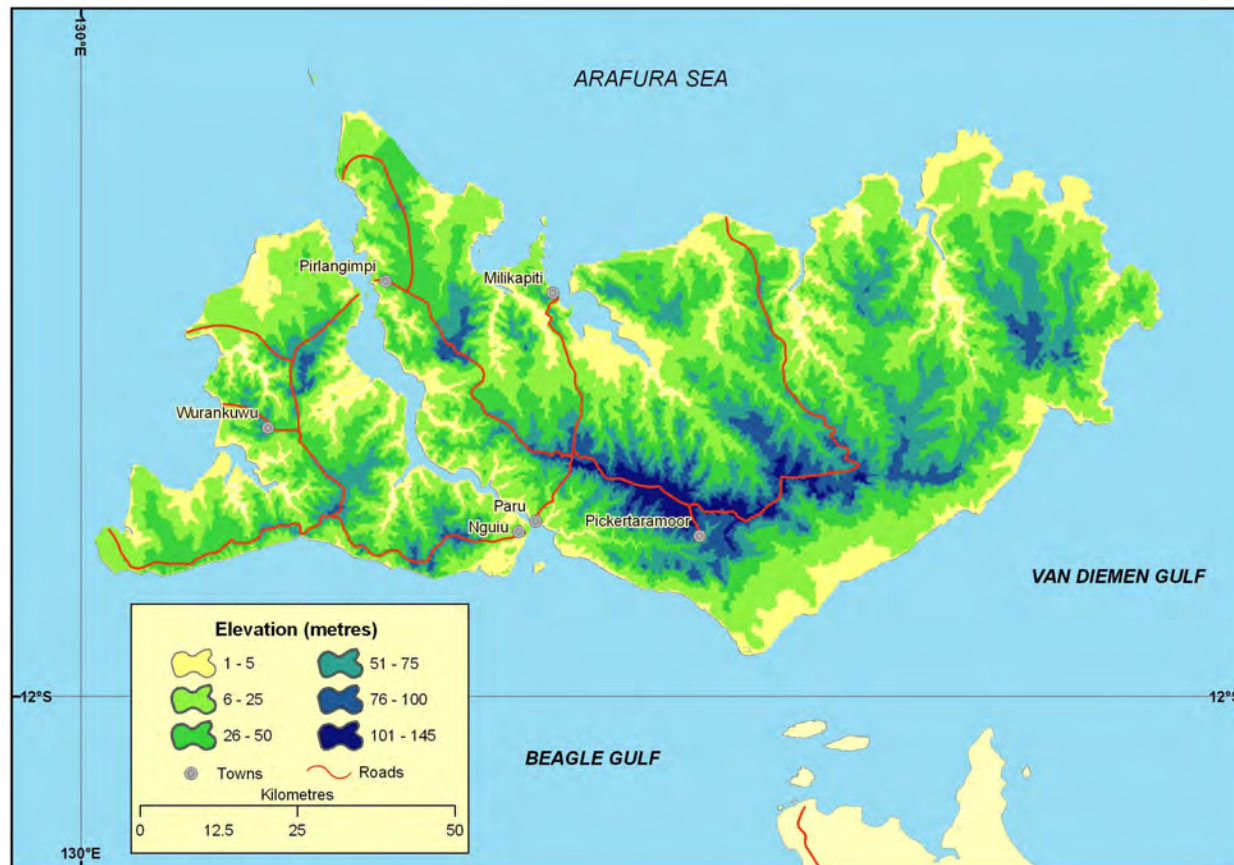 130°E
ARAFURA SEA
Pirlangimpi
Milikapiti
Wurankuwu
Paru
Nguiu
Pickertaramoor
VAN DIEMEN GULF
Elevation (metres)
1 - 5
51 - 75
6 - 25
76 - 100
26 - 50
101 - 145
Towns
Roads
Kilometres
0
12.5
25
50
12°S
12°S
BEAGLE GULF
130°E